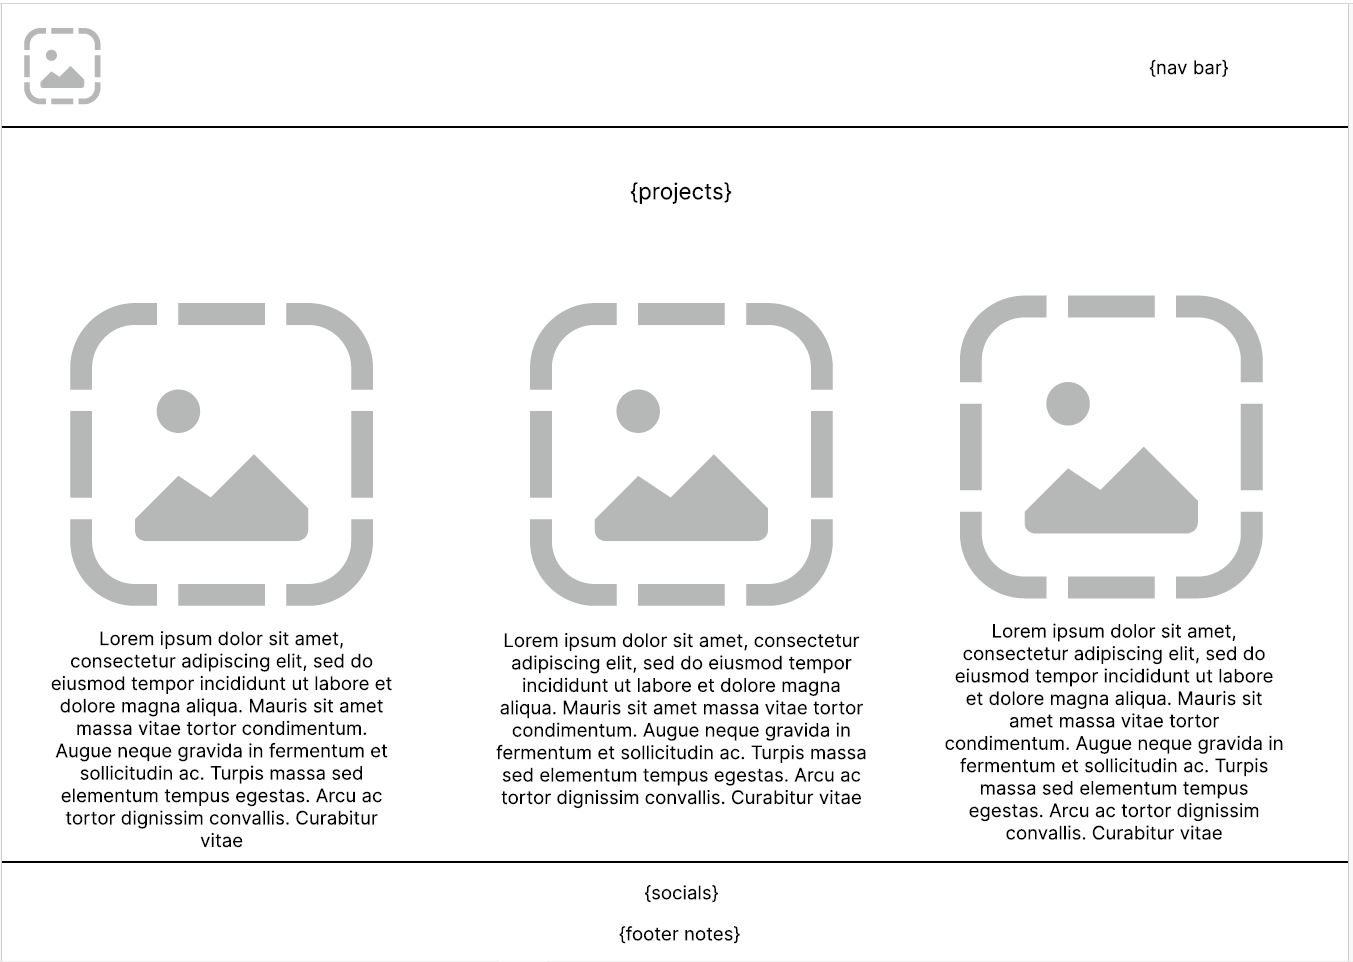 {nav bar}
{projects}
Lorem ipsum dolor sit amet,
consectetur adipiscing elit, sed do
eiusmod tempor incididunt ut labore et
dolore magna aliqua. Mauris sit amet
massa vitae tortor condimentum.
Augue neque gravida in fermentum et
sollicitudin ac. Turpis massa sed
elementum tempus egestas. Arcu ac
tortor dignissim convallis. Curabitur
vitae
Lorem ipsum dolor sit amet, consectetur
adipiscing elit, sed do eiusmod tempor
incididunt ut labore et dolore magna
aliqua. Mauris sit amet massa vitae tortor
condimentum. Augue neque gravida in
fermentum et sollicitudin ac. Turpis massa
sed elementum tempus egestas. Arcu ac
tortor dignissim convallis. Curabitur vitae
Lorem ipsum dolor sit amet,
consectetur adipiscing elit, sed do
eiusmod tempor incididunt ut labore
et dolore magna aliqua. Mauris sit
amet massa vitae tortor
condimentum. Augue neque gravida in
fermentum et sollicitudin ac. Turpis
massa sed elementum tempus
egestas. Arcu ac tortor dignissim
convallis. Curabitur vitae
{socials}
{footer notes}